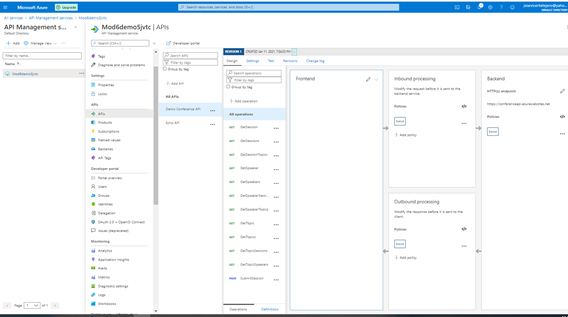 Microsoft Azure
Upgrade
Search resources, services, and docs (G+/)
All services > API Management services > Mod6demo5jvtc
API Management s...
Default Directory
Add
Manage view
Filter by name...
Name
Mod6demo5jvtc
Page 1 of 1
Mod6demo5jvtc | APIs
API Management service
Search (Ctrl+/)
Developer portal
Tags
Diagnose and solve problems
Settings
Properties
Locks
APIs
APIs
Products
Subscriptions
Named values
Backends
API Tags
Developer portal
Portal overview
Users
Groups
Identities
Delegation
OAuth 2.0 + OpenID Connect
Issues (deprecated)
Monitoring
Analytics
Application Insights
Alerts
Metrics
Diagnostic settings
Logs
Workbooks
Search APIs
Filter by tags
Group by tag
+ Add API
All APIs
Demo Conference API
Echo API
REVISION 1
Design
Settings
Test
Revisions
Change log
Search operations
Filter by tags
Group by tag
+ Add operation
All operations
GET GetSession
GET GetSessions
GET GetSessionTopics
GET GetSpeaker
GET GetSpeakers
GET GetSpeakerSessi...
GET GetSpeakerTopics
GET GetTopic
GET GetTopics
GET GetTopicSessions
GET GetTopicSpeakers
POST SubmitSession
Operations
Definitions
Frontend
Inbound processing
Modify the request before it is sent to the
backend service.
Policies
base
+ Add policy
Outbound processing
Modify the response before it is sent to the
client.
Policies
base
+ Add policy
Backend
HTTP(s) endpoint
https://conferenceapi.azurewebsites.net
Policies
base